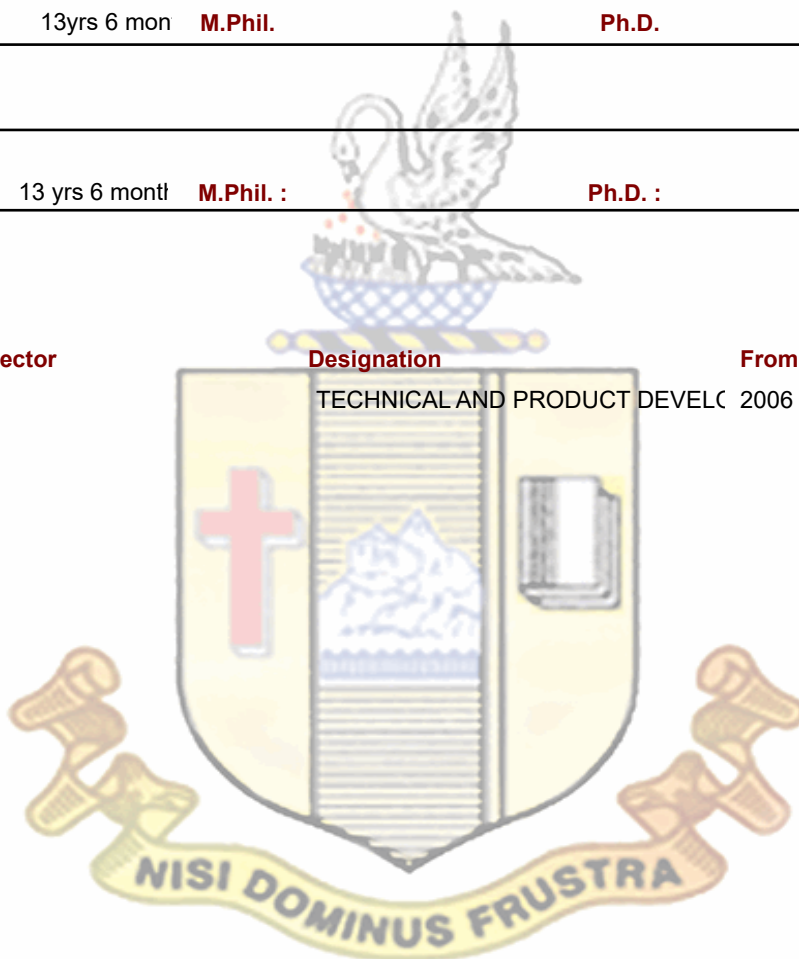 13yrs 6 mon M.Phil. Ph.D.
13 yrs 6 month M.Phil. : Ph.D. :
ector Designation From
TECHNICAL AND PRODUCT DEVELC 2006
NISI DOMINUS FRUSTRA